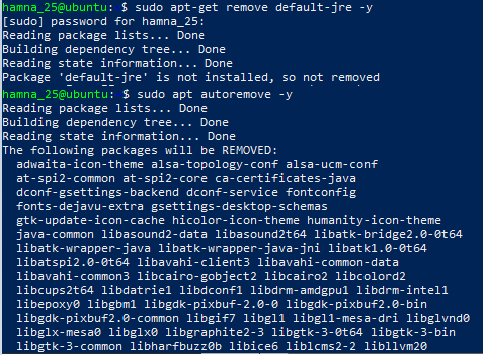 hamna_25@ubuntu: $ sudo apt-get remove default-jre -y
[sudo] password for hamna_25:
Reading package lists... Done
Building dependency tree... Done
Reading state information... Done
Package 'default-jre' is not installed, so not removed
hamna_25@ubuntu: $ sudo apt autoremove -y
Reading package lists... Done
Building dependency tree... Done
Reading state information... Done
The following packages will be REMOVED:
adwaita-icon-theme alsa-topology-conf alsa-ucm-conf
at-spi2-common at-spi2-core ca-certificates-java
dconf-gsettings-backend dconf-service fontconfig
fonts-dejavu-extra gsettings-desktop-schemas
gtk-update-icon-cache hicolor-icon-theme humanity-icon-theme
java-common libasound2-data libasound2t64 libatk-bridge2.0-0t64
libatk-wrapper-java libatk-wrapper-java-jni libatk1.0-0t64
libatspi2.0-0t64 libavahi-client3 libavahi-common-data
libavahi-common3 libcairo-gobject2 libcairo2 libcolord2
libcups2t64 libdatrie1 libdconf1 libdrm-amdgpu1 libdrm-intel1
libepoxy0 libgbm1 libgdk-pixbuf-2.0-0 libgdk-pixbuf2.0-bin
libgdk-pixbuf2.0-common libgif7 libgl1 libgl1-mesa-dri libglvnd0
libglx-mesa0 libglx0 libgraphite2-3 libgtk-3-0t64 libgtk-3-bin
libgtk-3-common libharfbuzz0b libice6 liblcms2-2 libllvm20